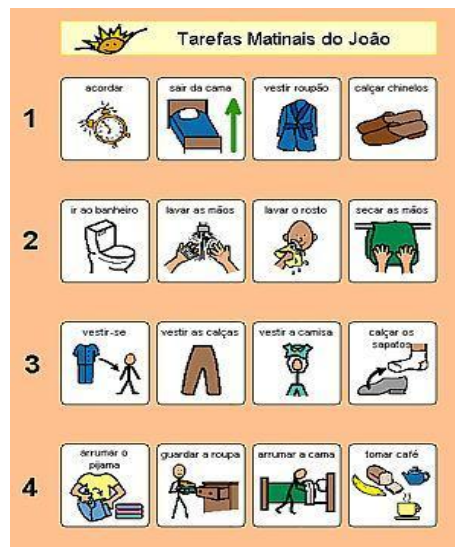 Tarefas Matinais do João
1
acordar
sair da cama
vestir roupão
calçar chinelos
2
ir ao banheiro
lavar as mãos
lavar o rosto
secar as mãos
3
vestir-se
vestir as calças
vestir a camisa
calçar os
sapatos
4
arrumar o
pijama
guardar a roupa
arrumar a cama
tomar café